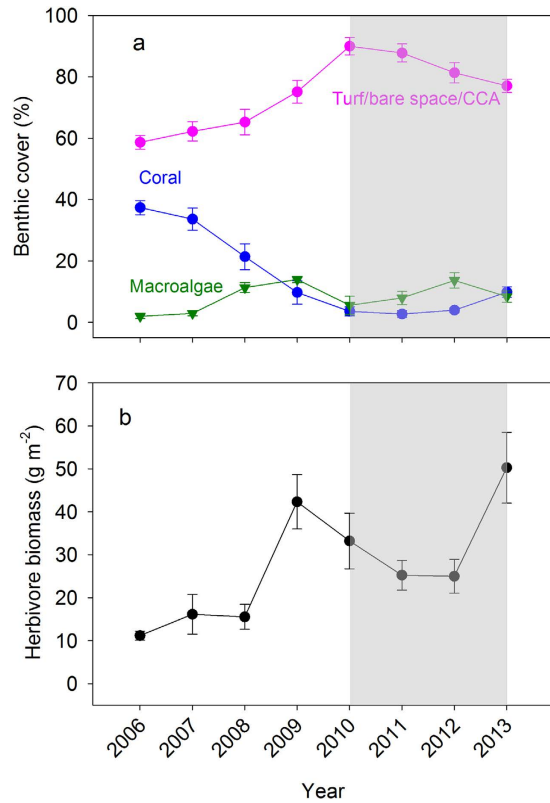 a
100
80
60
40
20
0
Benthic cover (%)
Turf/bare space/CCA
Coral
Macroalgae
b
70
60
50
40
30
20
10
0
Herbivore biomass (g m⁻²)
2006
2007
2008
2009
2010
2011
2012
2013
Year